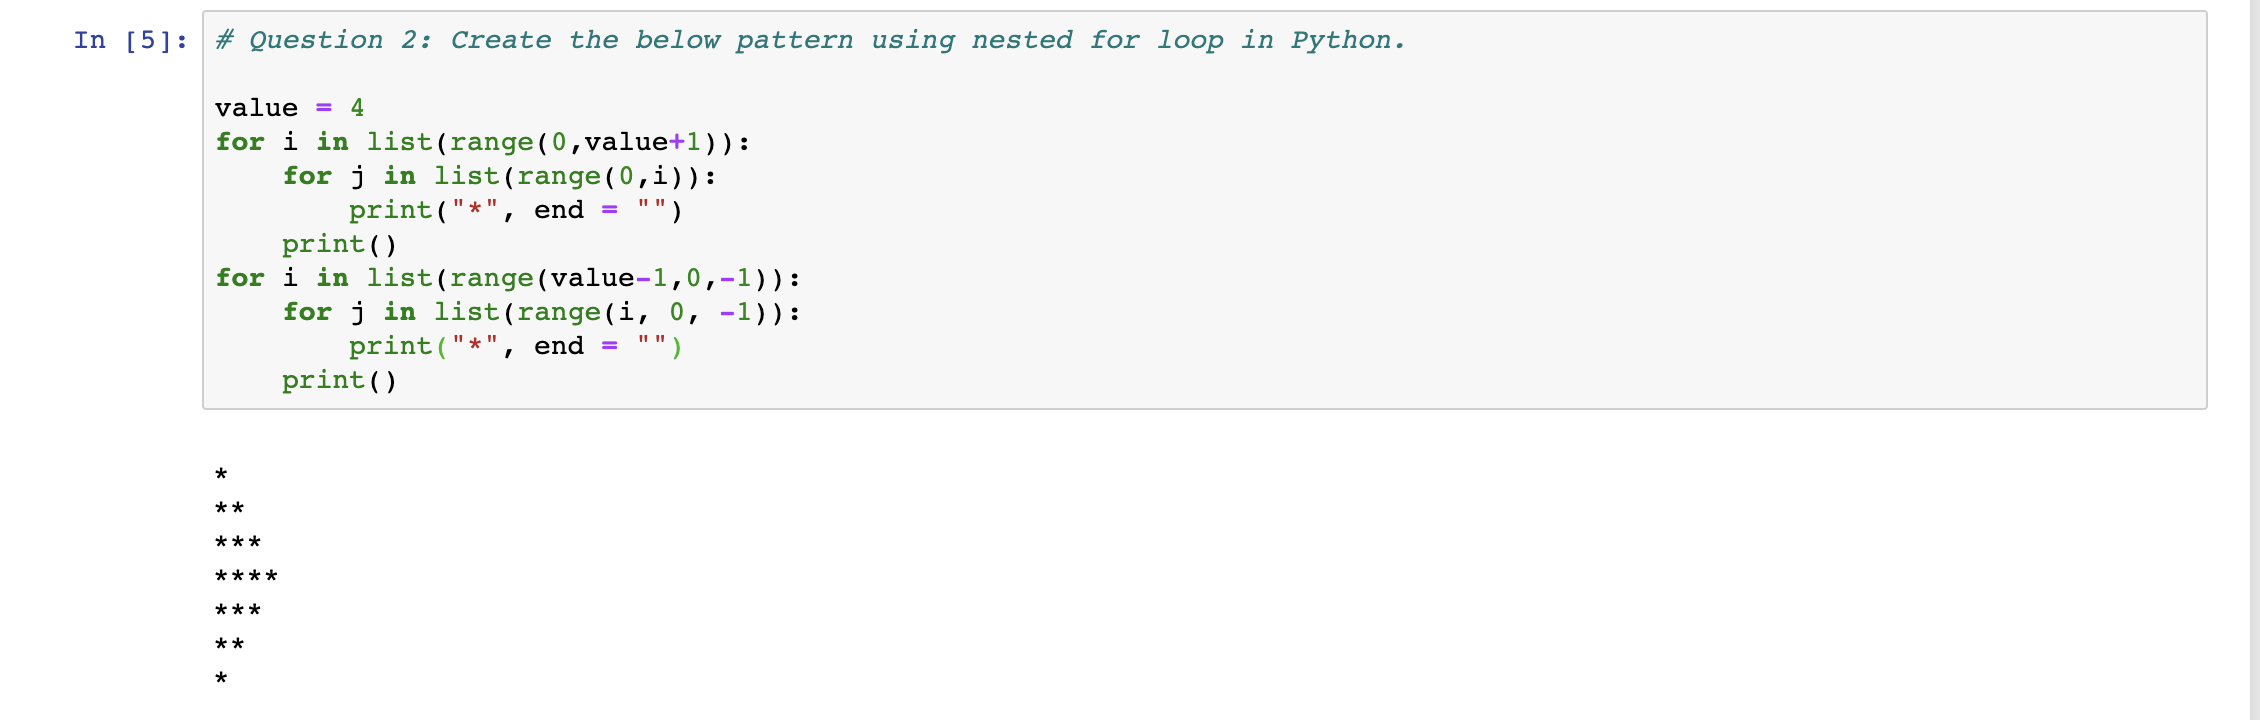 In [5]: # Question 2: Create the below pattern using nested for loop in Python.
value = 4
for i in list(range(0,value+1)):
    for j in list(range(0,i)):
        print("*", end = "")
    print()
for i in list(range(value-1,0,-1)):
    for j in list(range(i, 0, -1)):
        print("*", end = "")
    print()
*
**
***
****
***
**
*